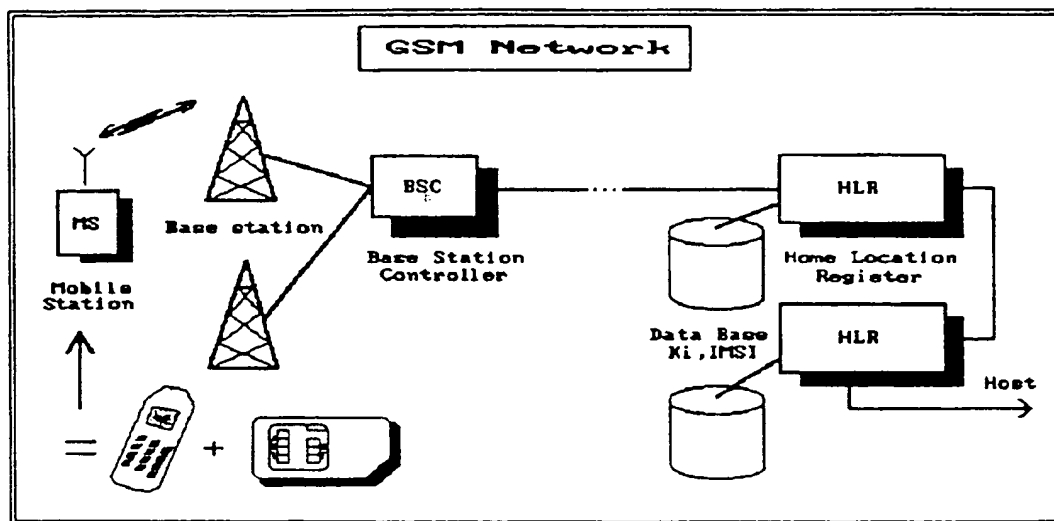 GSM Network
MS
Mobile
Station
Base station
BSC
Base Station
Controller
HLR
Home Location
Register
Data Base
Ki,IMSI
HLR
Host
= +